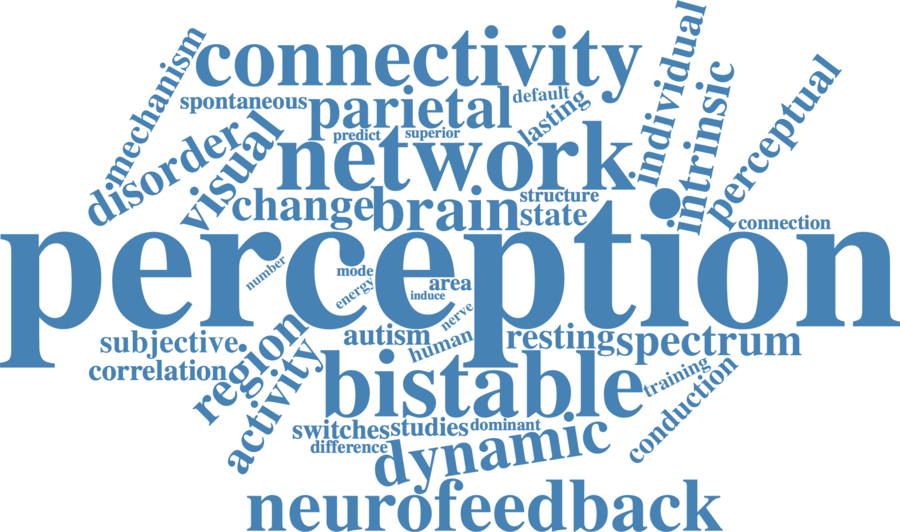 mechanism
connectivity
individual
spontaneous
parietal
default
lasting
intrinsic
perceptual
disorder
visual
predict
superior
network
change
brain
structure
state
connection
perception
number
mode
energy
area
induce
nerve
subjective
correlation
region
activity
autism
human
resting
spectrum
bistable
training
conduction
switches
studies
dominant
difference
dynamic
neurofeedback